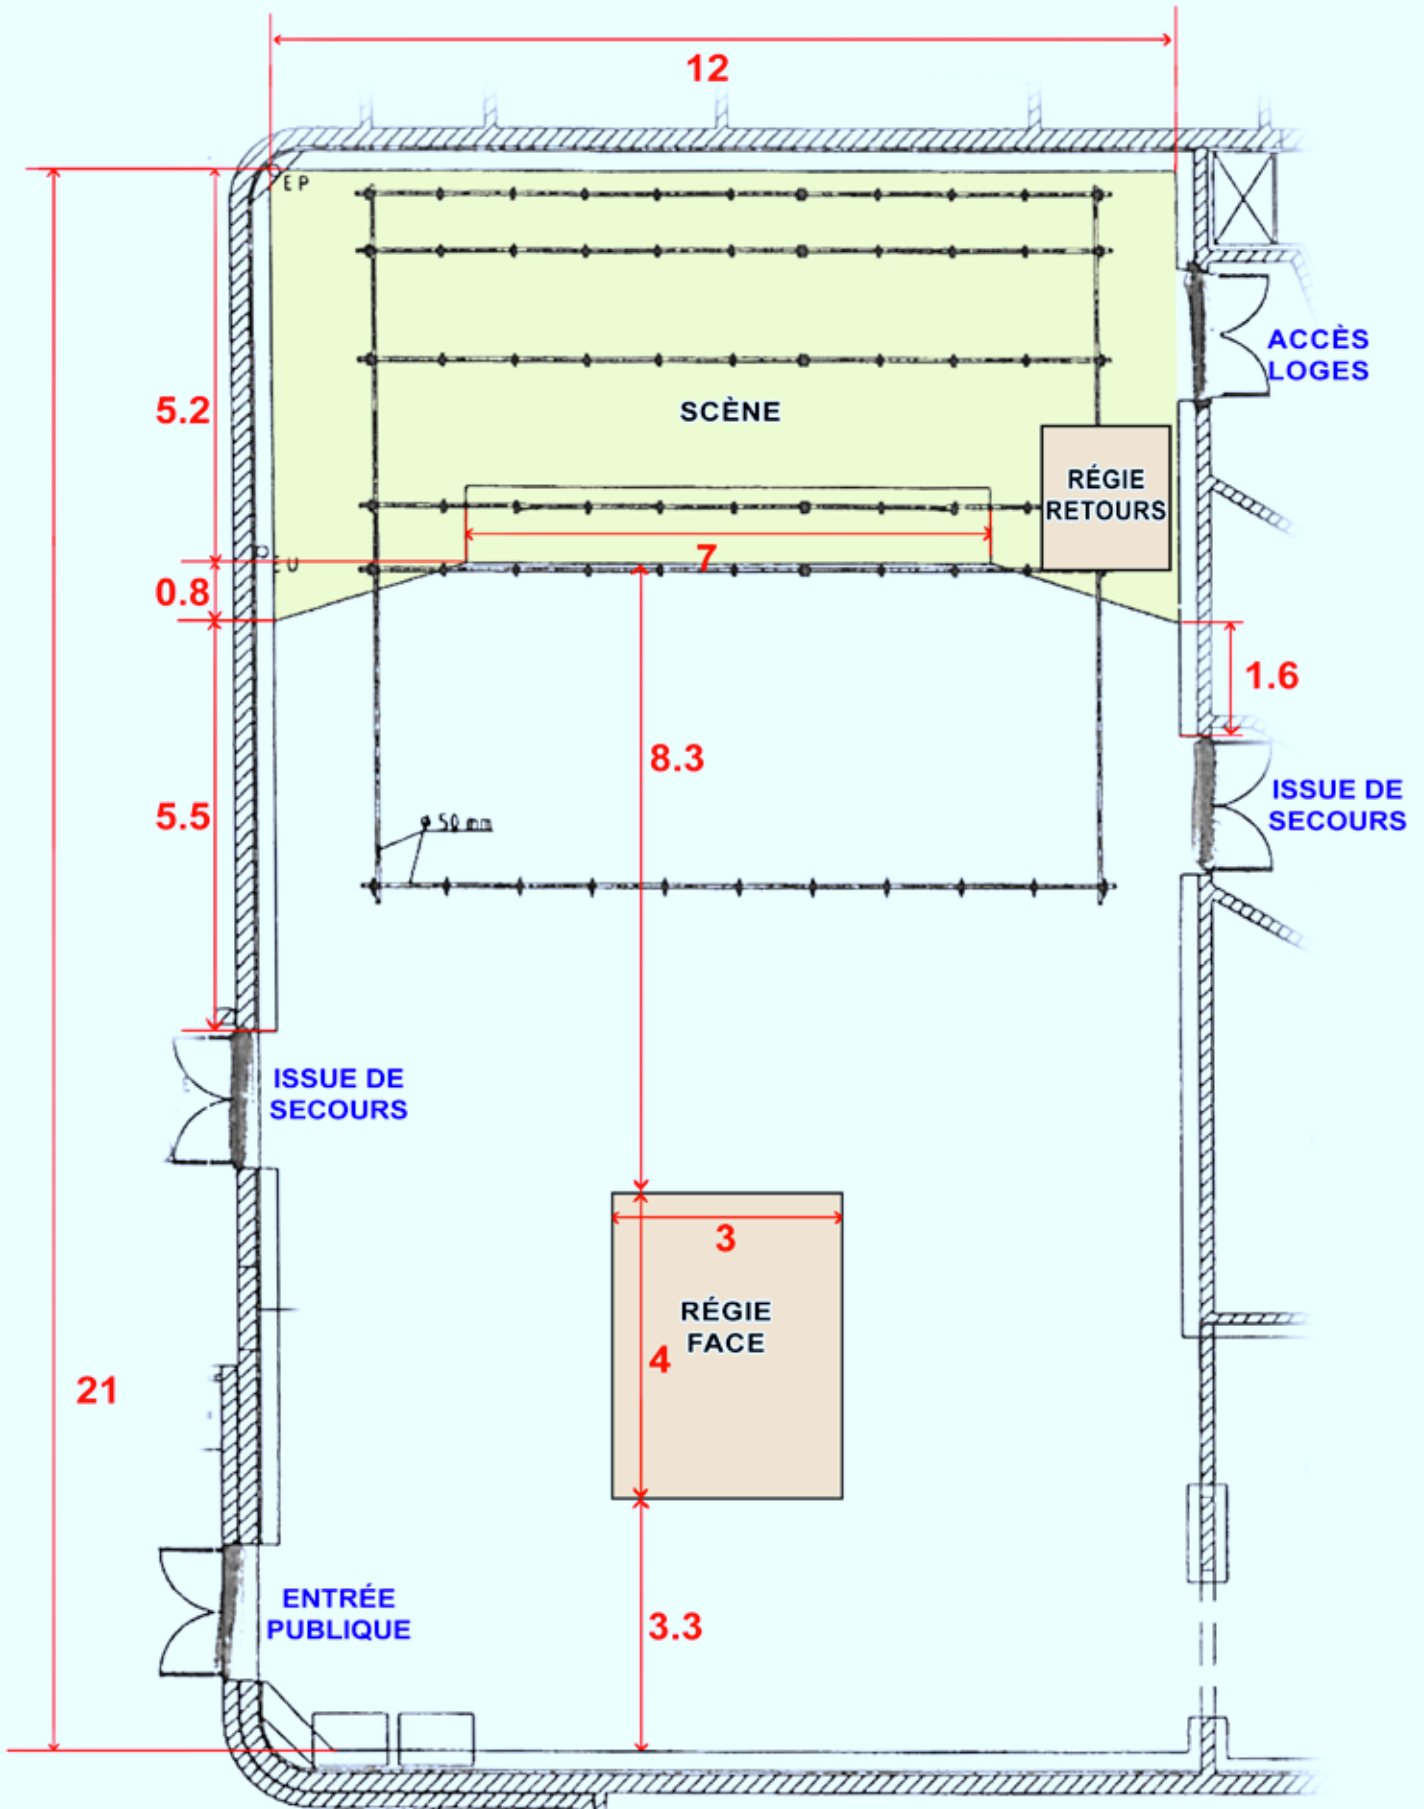 12
EP
ACCÈS
LOGES
5.2
SCÈNE
RÉGIE
RETOURS
7
EU
0.8
1.6
8.3
5.5
ISSUE DE
SECOURS
ø 50 mm
ISSUE DE
SECOURS
3
RÉGIE
FACE
4
21
ENTRÉE
PUBLIQUE
3.3